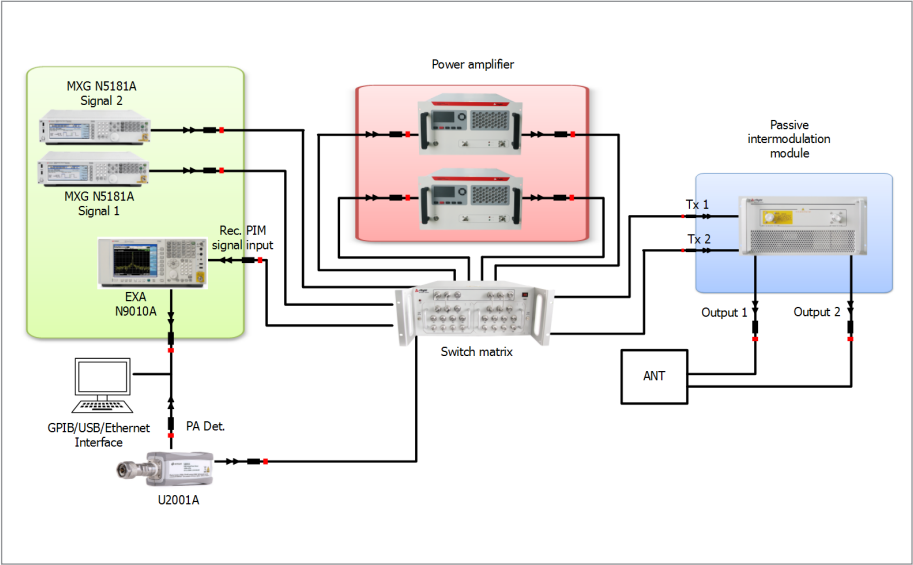 Power amplifier
MXG N5181A
Signal 2
MXG N5181A
Signal 1
Rec. PIM
signal input
EXA
N9010A
Switch matrix
Passive
intermodulation
module
Tx 1
Tx 2
Output 1
Output 2
ANT
GPIB/USB/Ethernet
Interface
PA Det.
U2001A